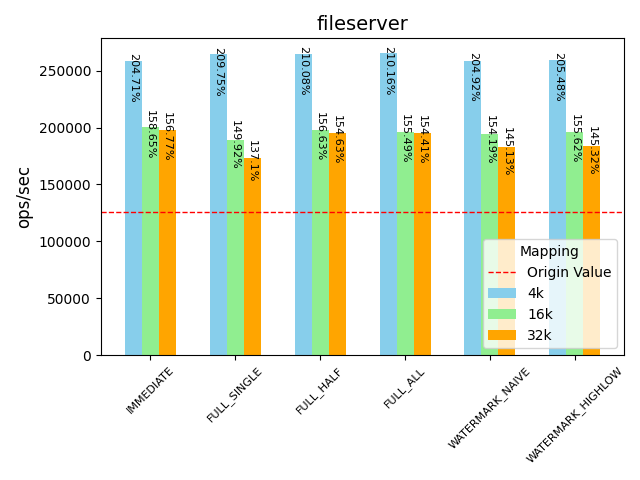 fileserver
ops/sec
250000
200000
150000
100000
50000
0
204.71%
158.65%
156.77%
209.75%
149.92%
137.1%
210.08%
156.63%
154.63%
210.16%
155.49%
154.41%
204.92%
154.19%
145.13%
205.48%
155.62%
145.32%
Mapping
Origin Value
4k
16k
32k
IMMEDIATE
FULL_SINGLE
FULL_HALF
FULL_ALL
WATERMARK_NAIVE
WATERMARK_HIGHLOW